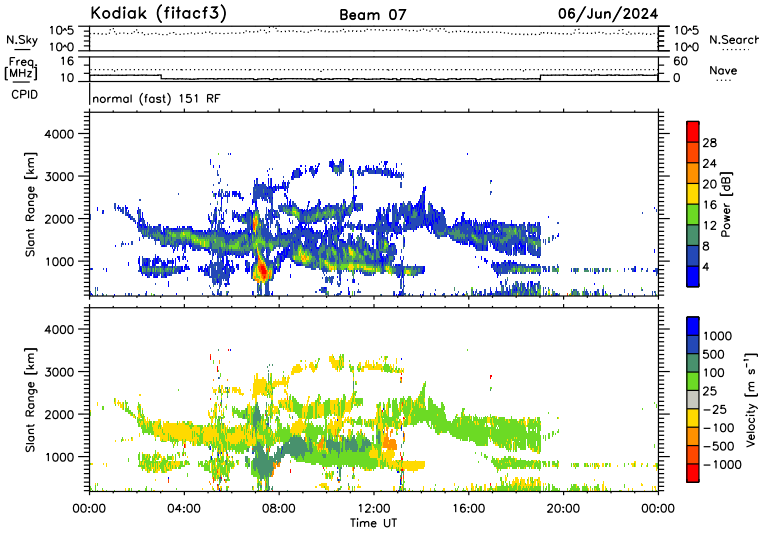 Kodiak (fitacf3) Beam 07 06/Jun/2024
N.Sky 10^5 10^0 10^5 10^0 N.Search
Freq. [MHz] 16 10 60 0 Nave
CPID normal (fast) 151 RF
Slant Range [km] 4000 3000 2000 1000
28 24 20 16 12 8 4 Power [dB]
Slant Range [km] 4000 3000 2000 1000
1000 500 100 25 −25 −100 −500 −1000 Velocity [m s⁻¹]
00:00 04:00 08:00 12:00 16:00 20:00 00:00
Time UT